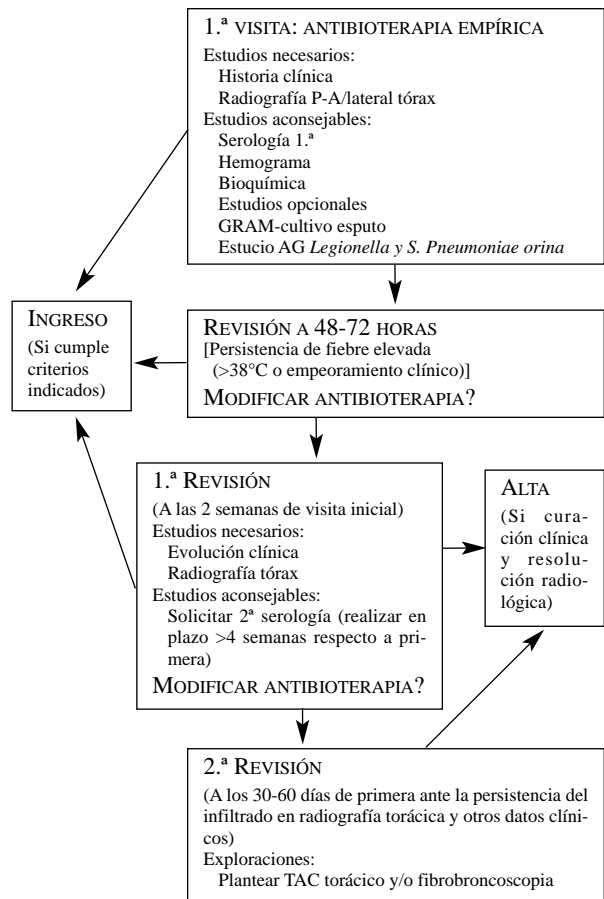 1.ª VISITA: ANTIBIOTERAPIA EMPÍRICA
Estudios necesarios:
Historia clínica
Radiografía P-A/lateral tórax
Estudios aconsejables:
Serología 1.ª
Hemograma
Bioquímica
Estudios opcionales
GRAM-cultivo esputo
Estucio AG Legionella y S. Pneumoniae orina
INGRESO
(Si cumple
criterios
indicados)
REVISIÓN A 48-72 HORAS
[Persistencia de fiebre elevada
(>38°C o empeoramiento clínico)]
MODIFICAR ANTIBIOTERAPIA?
1.ª REVISIÓN
(A las 2 semanas de visita inicial)
Estudios necesarios:
Evolución clínica
Radiografía tórax
Estudios aconsejables:
Solicitar 2ª serología (realizar en
plazo >4 semanas respecto a pri-
mera)
MODIFICAR ANTIBIOTERAPIA?
ALTA
(Si cura-
ción clínica
y resolu-
ción radio-
lógica)
2.ª REVISIÓN
(A los 30-60 días de primera ante la persistencia del
infiltrado en radiografía torácica y otros datos clíni-
cos)
Exploraciones:
Plantear TAC torácico y/o fibrobroncoscopia